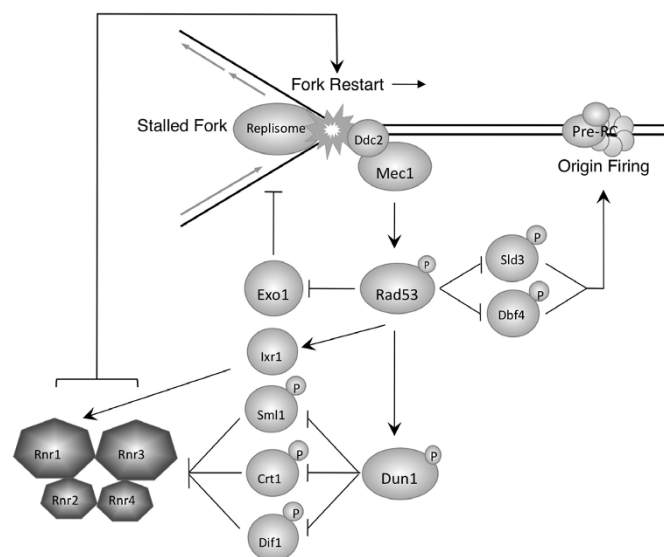 Fork Restart
Stalled Fork
Replisome
Ddc2
Pre-RC
Mec1
Origin Firing
P
Sld3
P
Exo1
Rad53
P
Dbf4
Ixr1
P
Sml1
P
Rnr1
Rnr3
Crt1
P
Dun1
P
Rnr2
Rnr4
P
Dif1